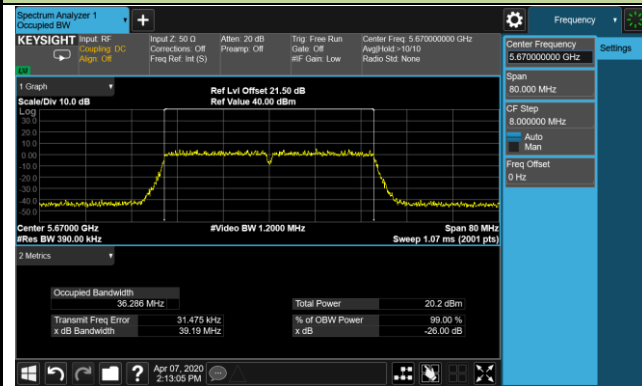 Spectrum Analyzer 1
Occupied BW
Frequency
KEYSIGHT
Input: RF
Coupling: DC
Align: Off
Input Z: 50 Ω
Corrections: Off
Freq Ref: Int (S)
Atten: 20 dB
Preamp: Off
Trig: Free Run
Gate: Off
#IF Gain: Low
Center Freq: 5.670000000 GHz
Avg|Hold:>10/10
Radio Std: None
Center Frequency
5.670000000 GHz
Settings
Span
80.000 MHz
CF Step
8.000000 MHz
Auto
Man
Freq Offset
0 Hz
1 Graph
Scale/Div 10.0 dB
Ref Lvl Offset 21.50 dB
Ref Value 40.00 dBm
Log
30.0
20.0
10.0
0.00
-10.0
-20.0
-30.0
-40.0
-50.0
Center 5.67000 GHz
#Res BW 390.00 kHz
#Video BW 1.2000 MHz
Span 80 MHz
Sweep 1.07 ms (2001 pts)
2 Metrics
Occupied Bandwidth
36.286 MHz
Total Power 20.2 dBm
Transmit Freq Error 31.475 kHz
% of OBW Power 99.00 %
x dB Bandwidth 39.19 MHz
x dB -26.00 dB
Apr 07, 2020
2:13:05 PM